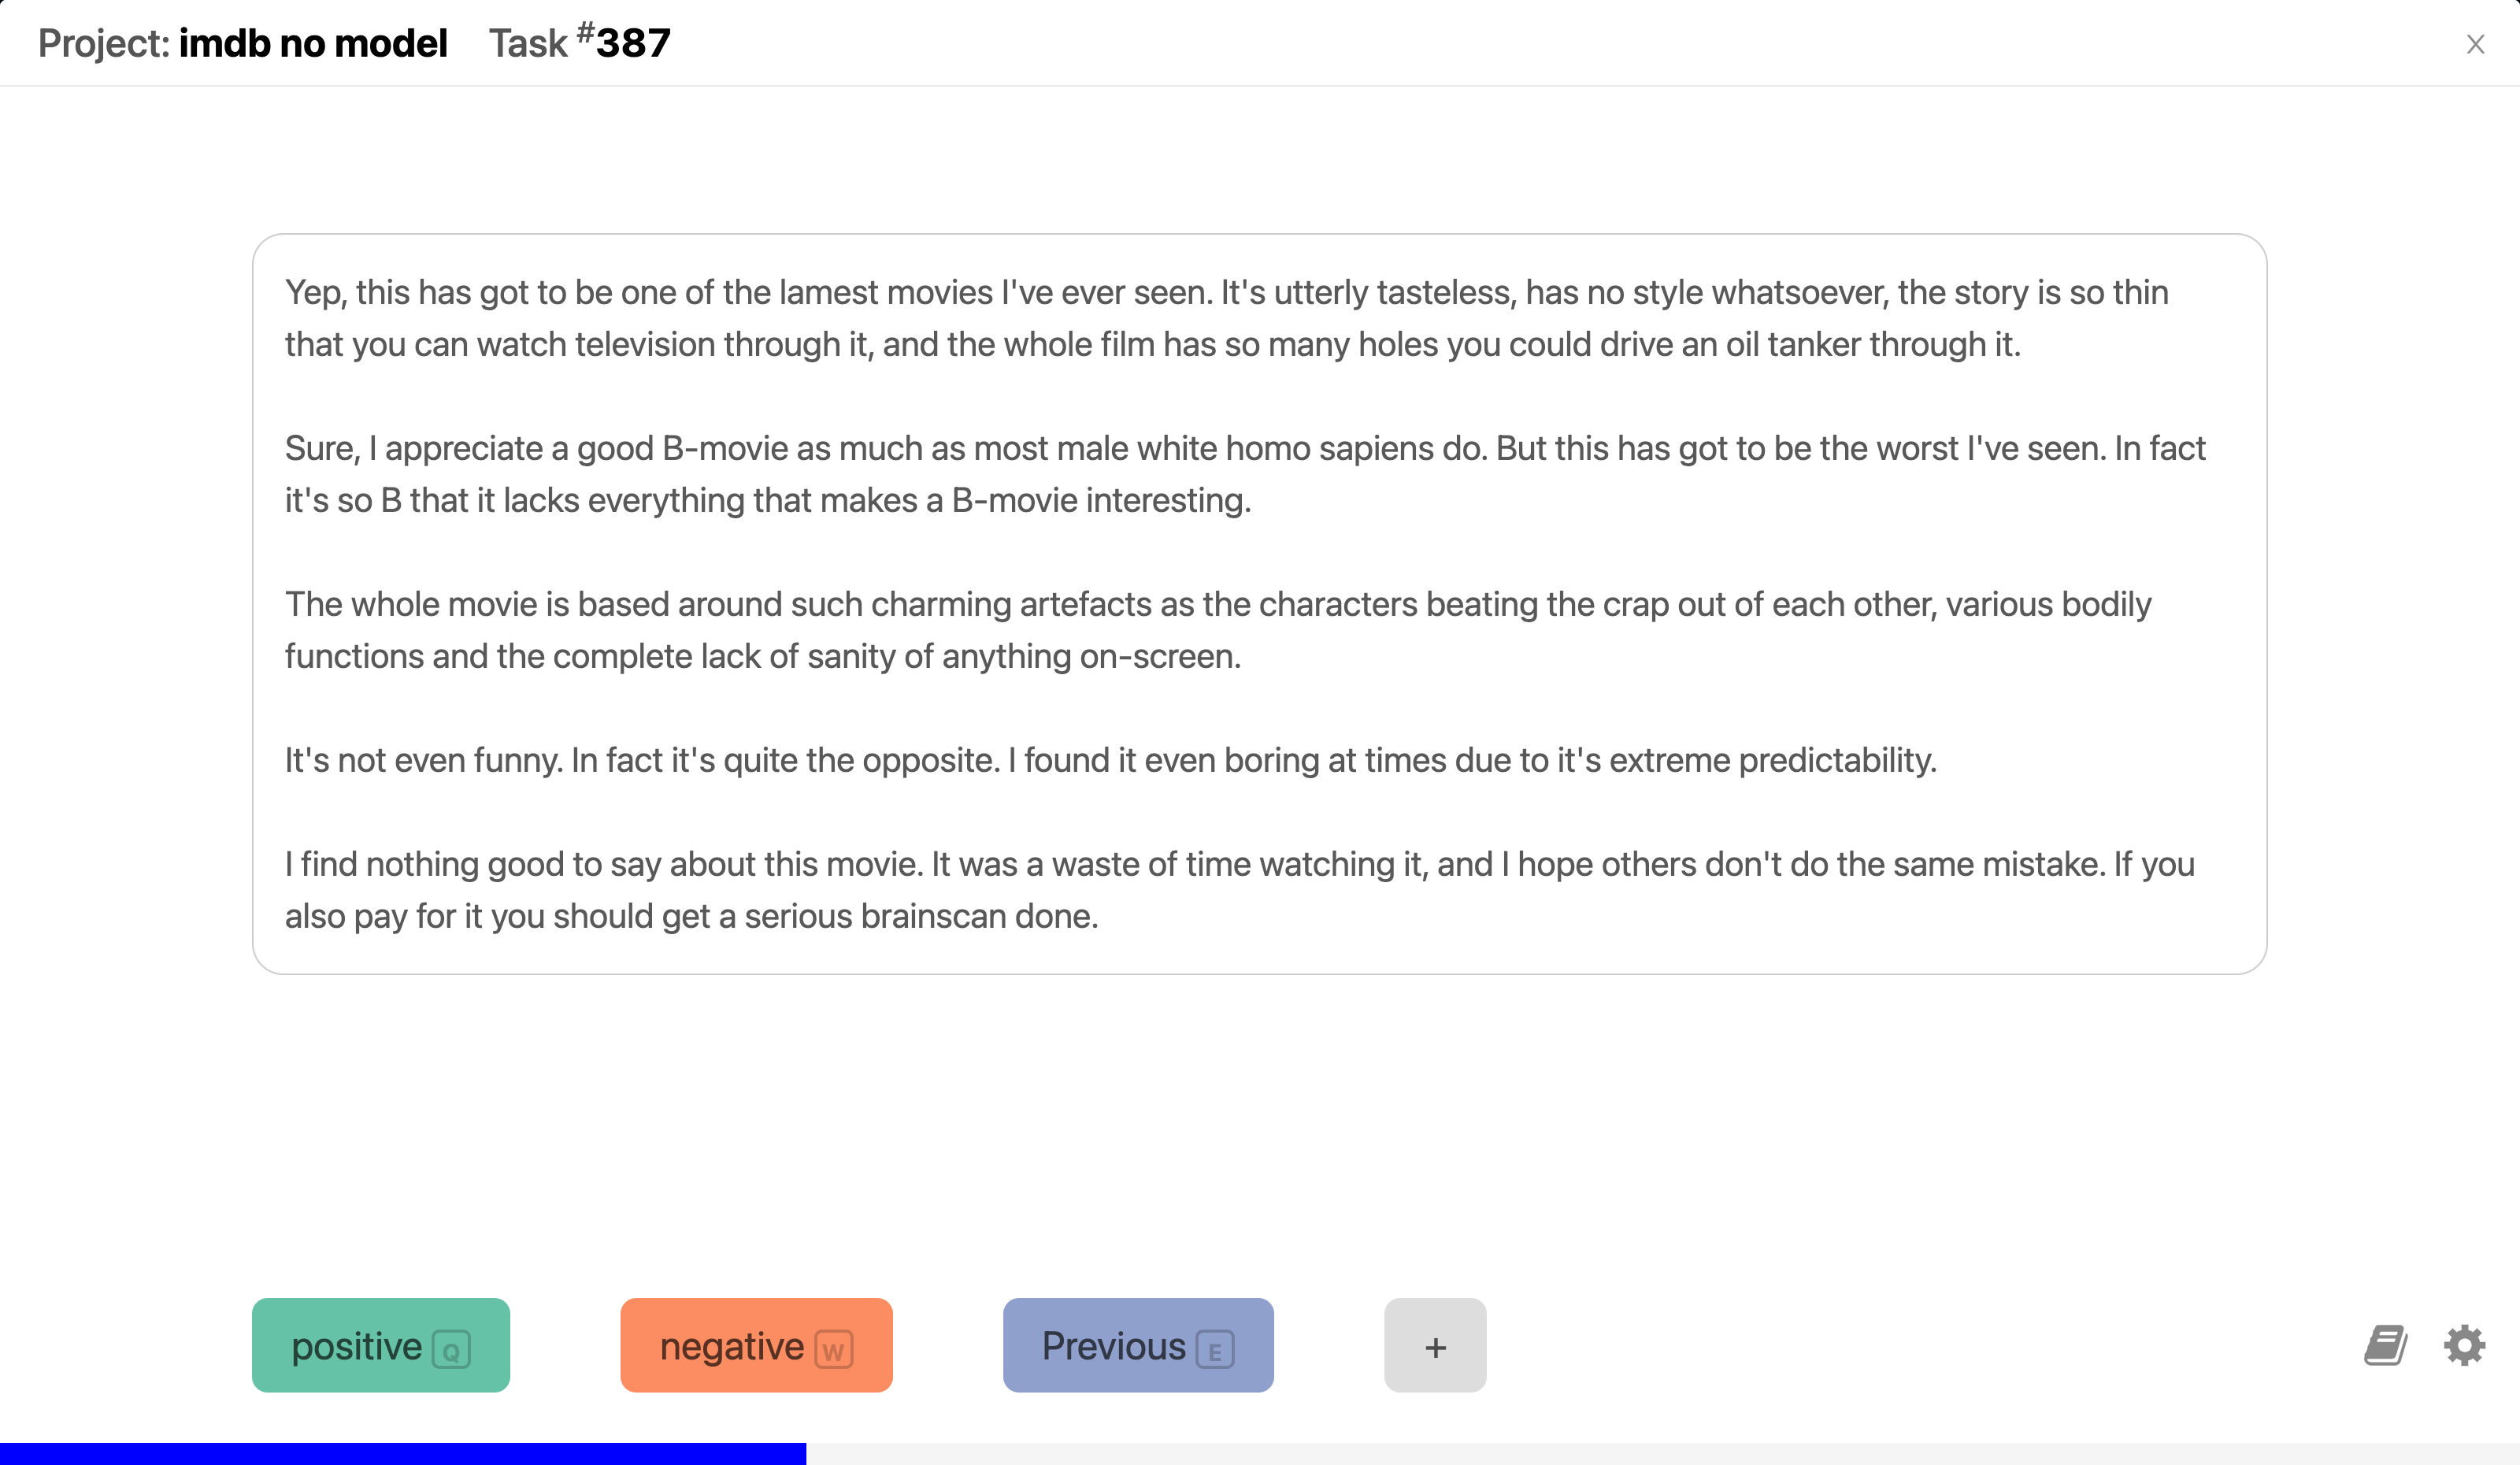 Project: imdb no model Task #387
X
Yep, this has got to be one of the lamest movies I've ever seen. It's utterly tasteless, has no style whatsoever, the story is so thin
that you can watch television through it, and the whole film has so many holes you could drive an oil tanker through it.
Sure, I appreciate a good B-movie as much as most male white homo sapiens do. But this has got to be the worst I've seen. In fact
it's so B that it lacks everything that makes a B-movie interesting.
The whole movie is based around such charming artefacts as the characters beating the crap out of each other, various bodily
functions and the complete lack of sanity of anything on-screen.
It's not even funny. In fact it's quite the opposite. I found it even boring at times due to it's extreme predictability.
I find nothing good to say about this movie. It was a waste of time watching it, and I hope others don't do the same mistake. If you
also pay for it you should get a serious brainscan done.
positive Q negative W Previous E +